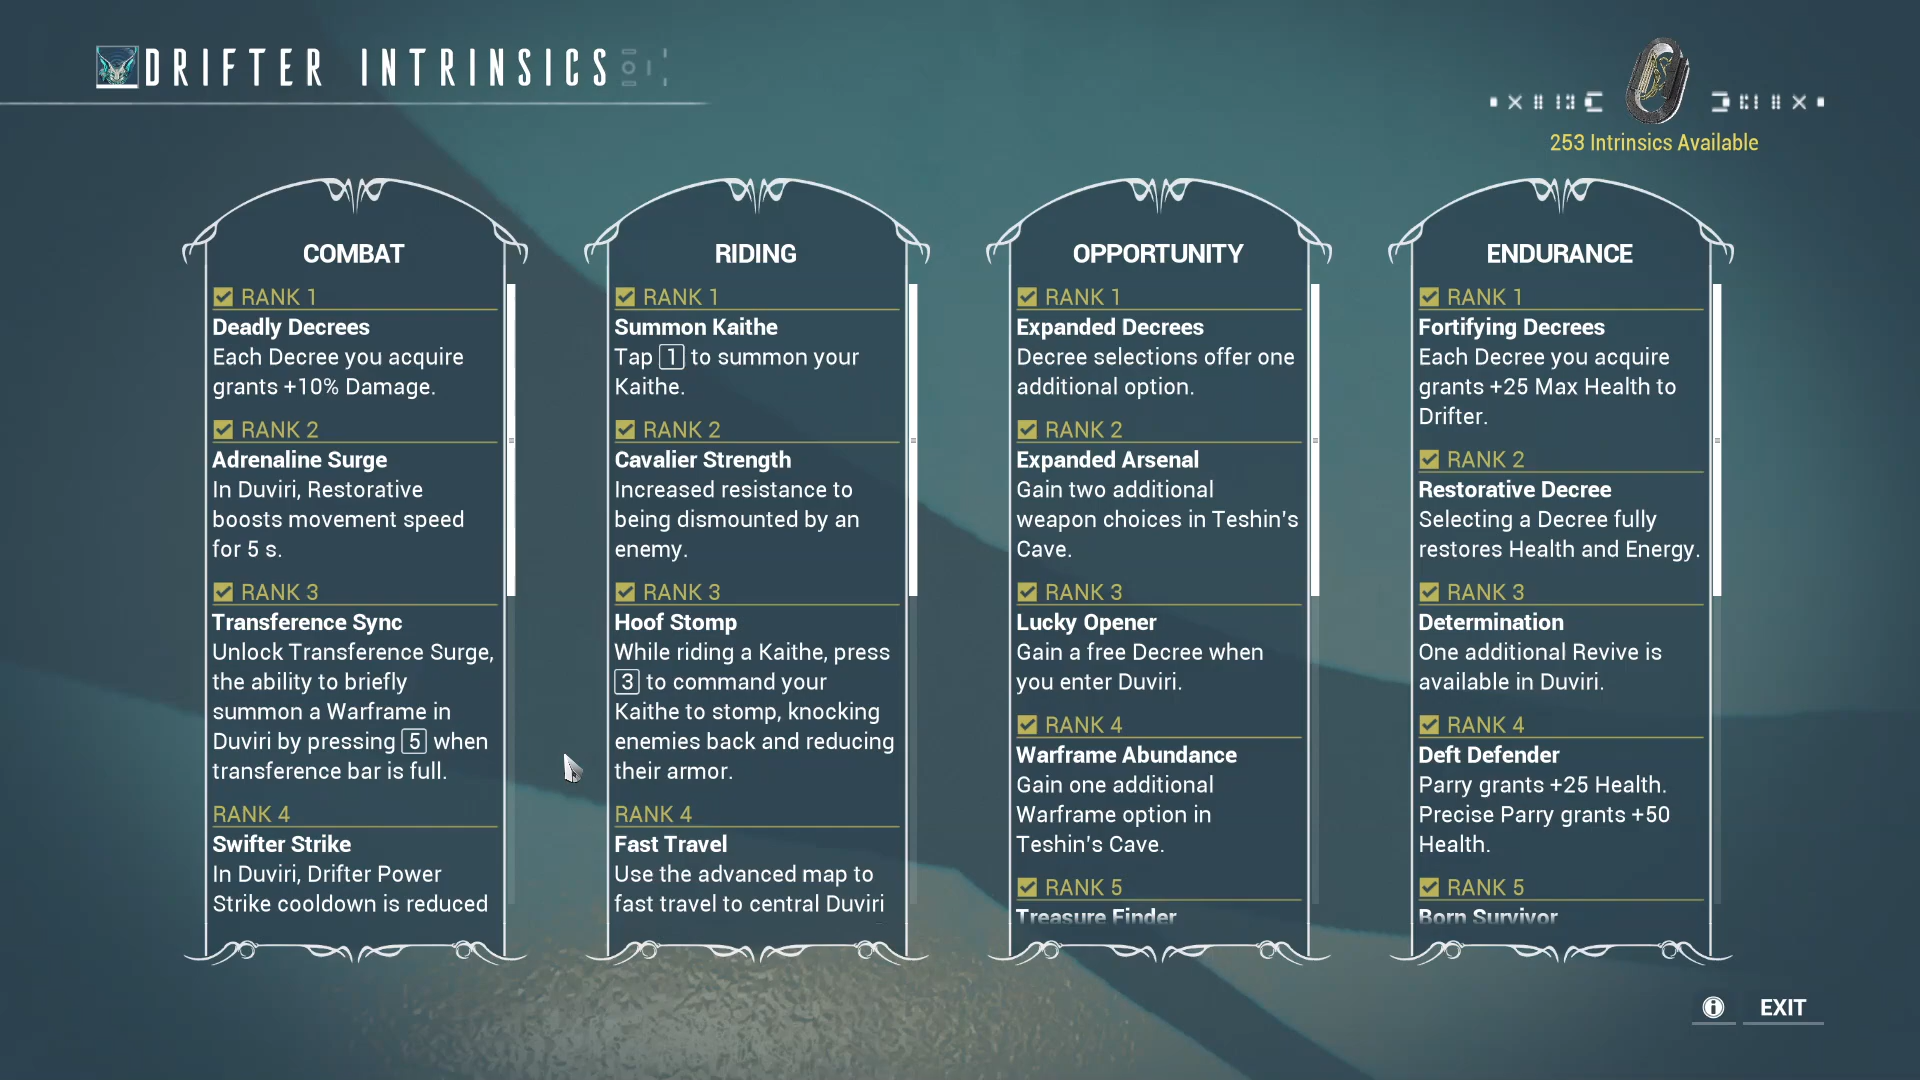 DRIFTER INTRINSICS
253 Intrinsics Available
COMBAT
RANK 1
Deadly Decrees
Each Decree you acquire
grants +10% Damage.
RANK 2
Adrenaline Surge
In Duviri, Restorative
boosts movement speed
for 5 s.
RANK 3
Transference Sync
Unlock Transference Surge,
the ability to briefly
summon a Warframe in
Duviri by pressing 5 when
transference bar is full.
RANK 4
Swifter Strike
In Duviri, Drifter Power
Strike cooldown is reduced
RIDING
RANK 1
Summon Kaithe
Tap 1 to summon your
Kaithe.
RANK 2
Cavalier Strength
Increased resistance to
being dismounted by an
enemy.
RANK 3
Hoof Stomp
While riding a Kaithe, press
3 to command your
Kaithe to stomp, knocking
enemies back and reducing
their armor.
RANK 4
Fast Travel
Use the advanced map to
fast travel to central Duviri
OPPORTUNITY
RANK 1
Expanded Decrees
Decree selections offer one
additional option.
RANK 2
Expanded Arsenal
Gain two additional
weapon choices in Teshin's
Cave.
RANK 3
Lucky Opener
Gain a free Decree when
you enter Duviri.
RANK 4
Warframe Abundance
Gain one additional
Warframe option in
Teshin's Cave.
RANK 5
Treasure Finder
ENDURANCE
RANK 1
Fortifying Decrees
Each Decree you acquire
grants +25 Max Health to
Drifter.
RANK 2
Restorative Decree
Selecting a Decree fully
restores Health and Energy.
RANK 3
Determination
One additional Revive is
available in Duviri.
RANK 4
Deft Defender
Parry grants +25 Health.
Precise Parry grants +50
Health.
RANK 5
Born Survivor
EXIT